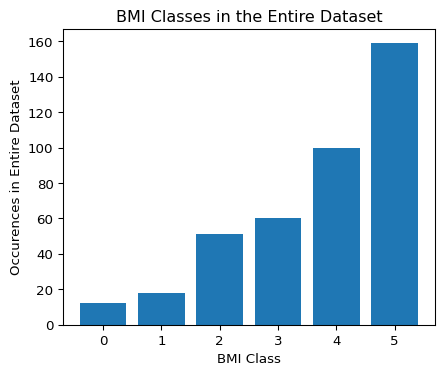 BMI Classes in the Entire Dataset
160
140
120
100
80
60
40
20
0
Occurences in Entire Dataset
0 1 2 3 4 5
BMI Class